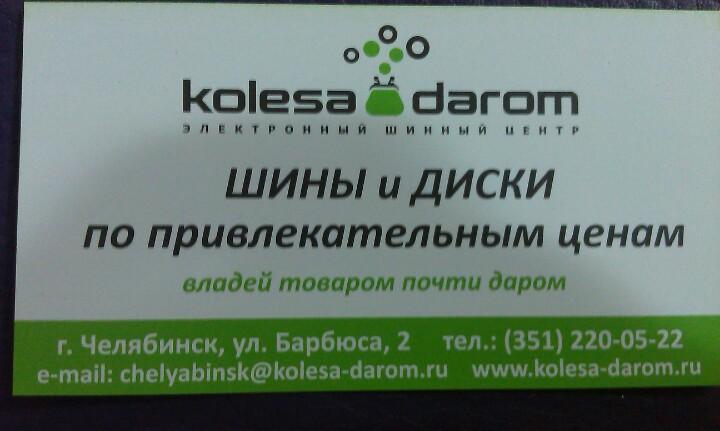 kolesa darom
ЭЛЕКТРОННЫЙ ШИННЫЙ ЦЕНТР
ШИНЫ и ДИСКИ
по привлекательным ценам
владей товаром почти даром
г. Челябинск, ул. Барбюса, 2 тел.: (351) 220-05-22
e-mail: chelyabinsk@kolesa-darom.ru www.kolesa-darom.ru